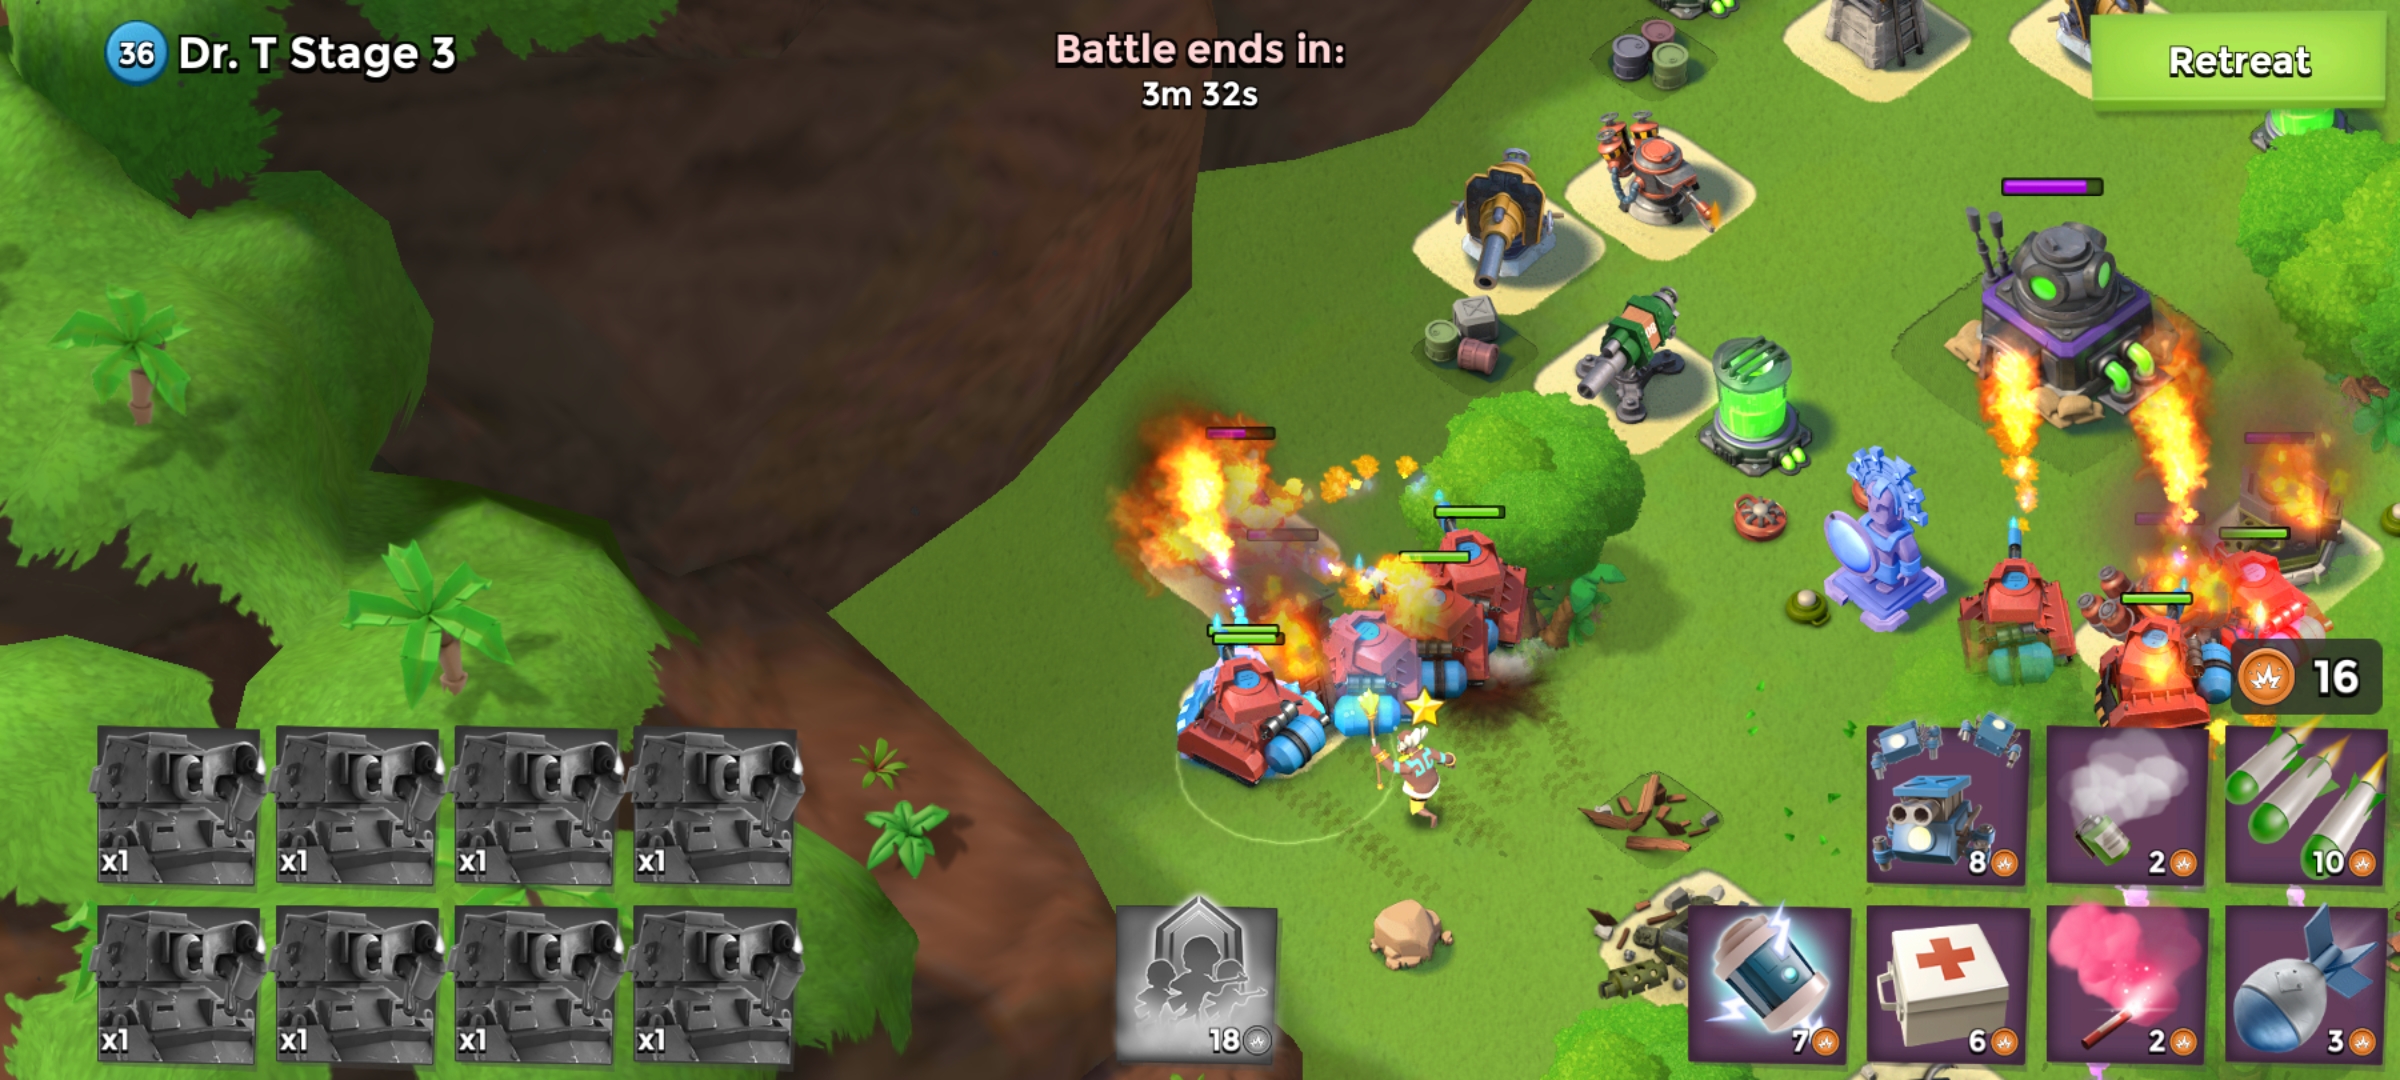 36 Dr. T Stage 3
Battle ends in:
3m 32s
Retreat
16
x1 x1 x1 x1
8 2 10
x1 x1 x1 x1
18
7 6 2 3